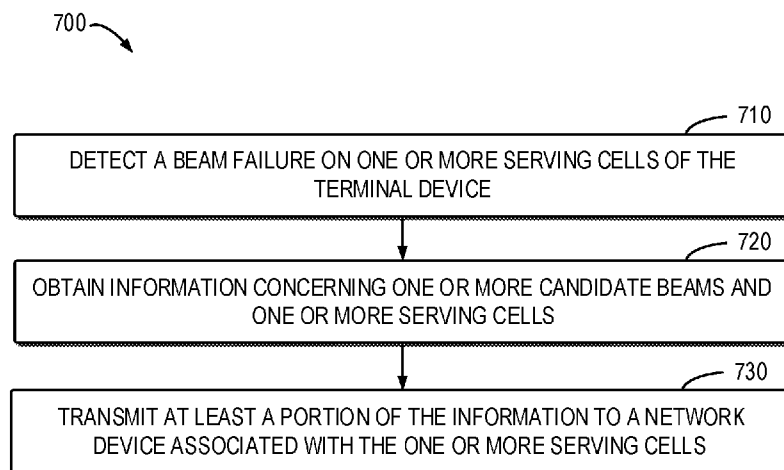 700
710
DETECT A BEAM FAILURE ON ONE OR MORE SERVING CELLS OF THE
TERMINAL DEVICE
720
OBTAIN INFORMATION CONCERNING ONE OR MORE CANDIDATE BEAMS AND
ONE OR MORE SERVING CELLS
730
TRANSMIT AT LEAST A PORTION OF THE INFORMATION TO A NETWORK
DEVICE ASSOCIATED WITH THE ONE OR MORE SERVING CELLS